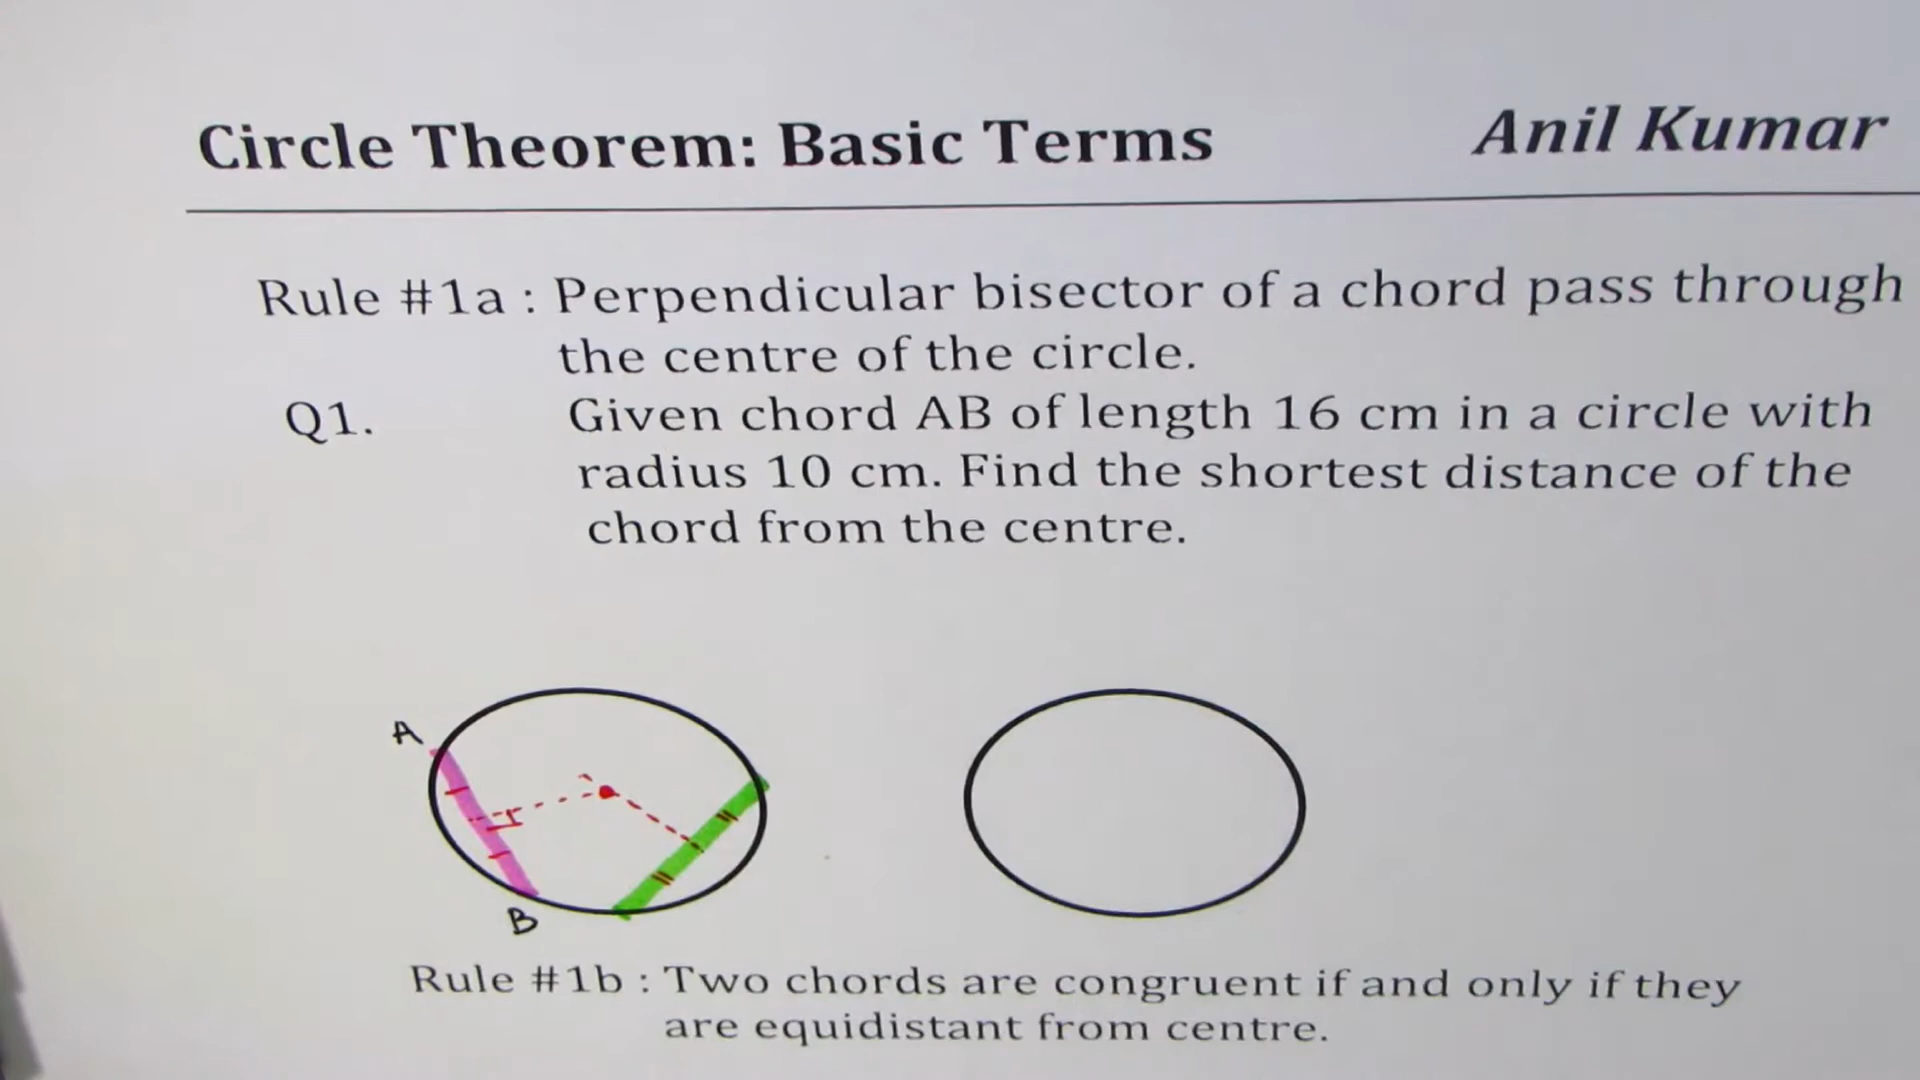 Circle Theorem: Basic Terms
Anil Kumar
Rule #1a : Perpendicular bisector of a chord pass through
the centre of the circle.
Q1. Given chord AB of length 16 cm in a circle with
radius 10 cm. Find the shortest distance of the
chord from the centre.
A
B
Rule #1b : Two chords are congruent if and only if they
are equidistant from centre.